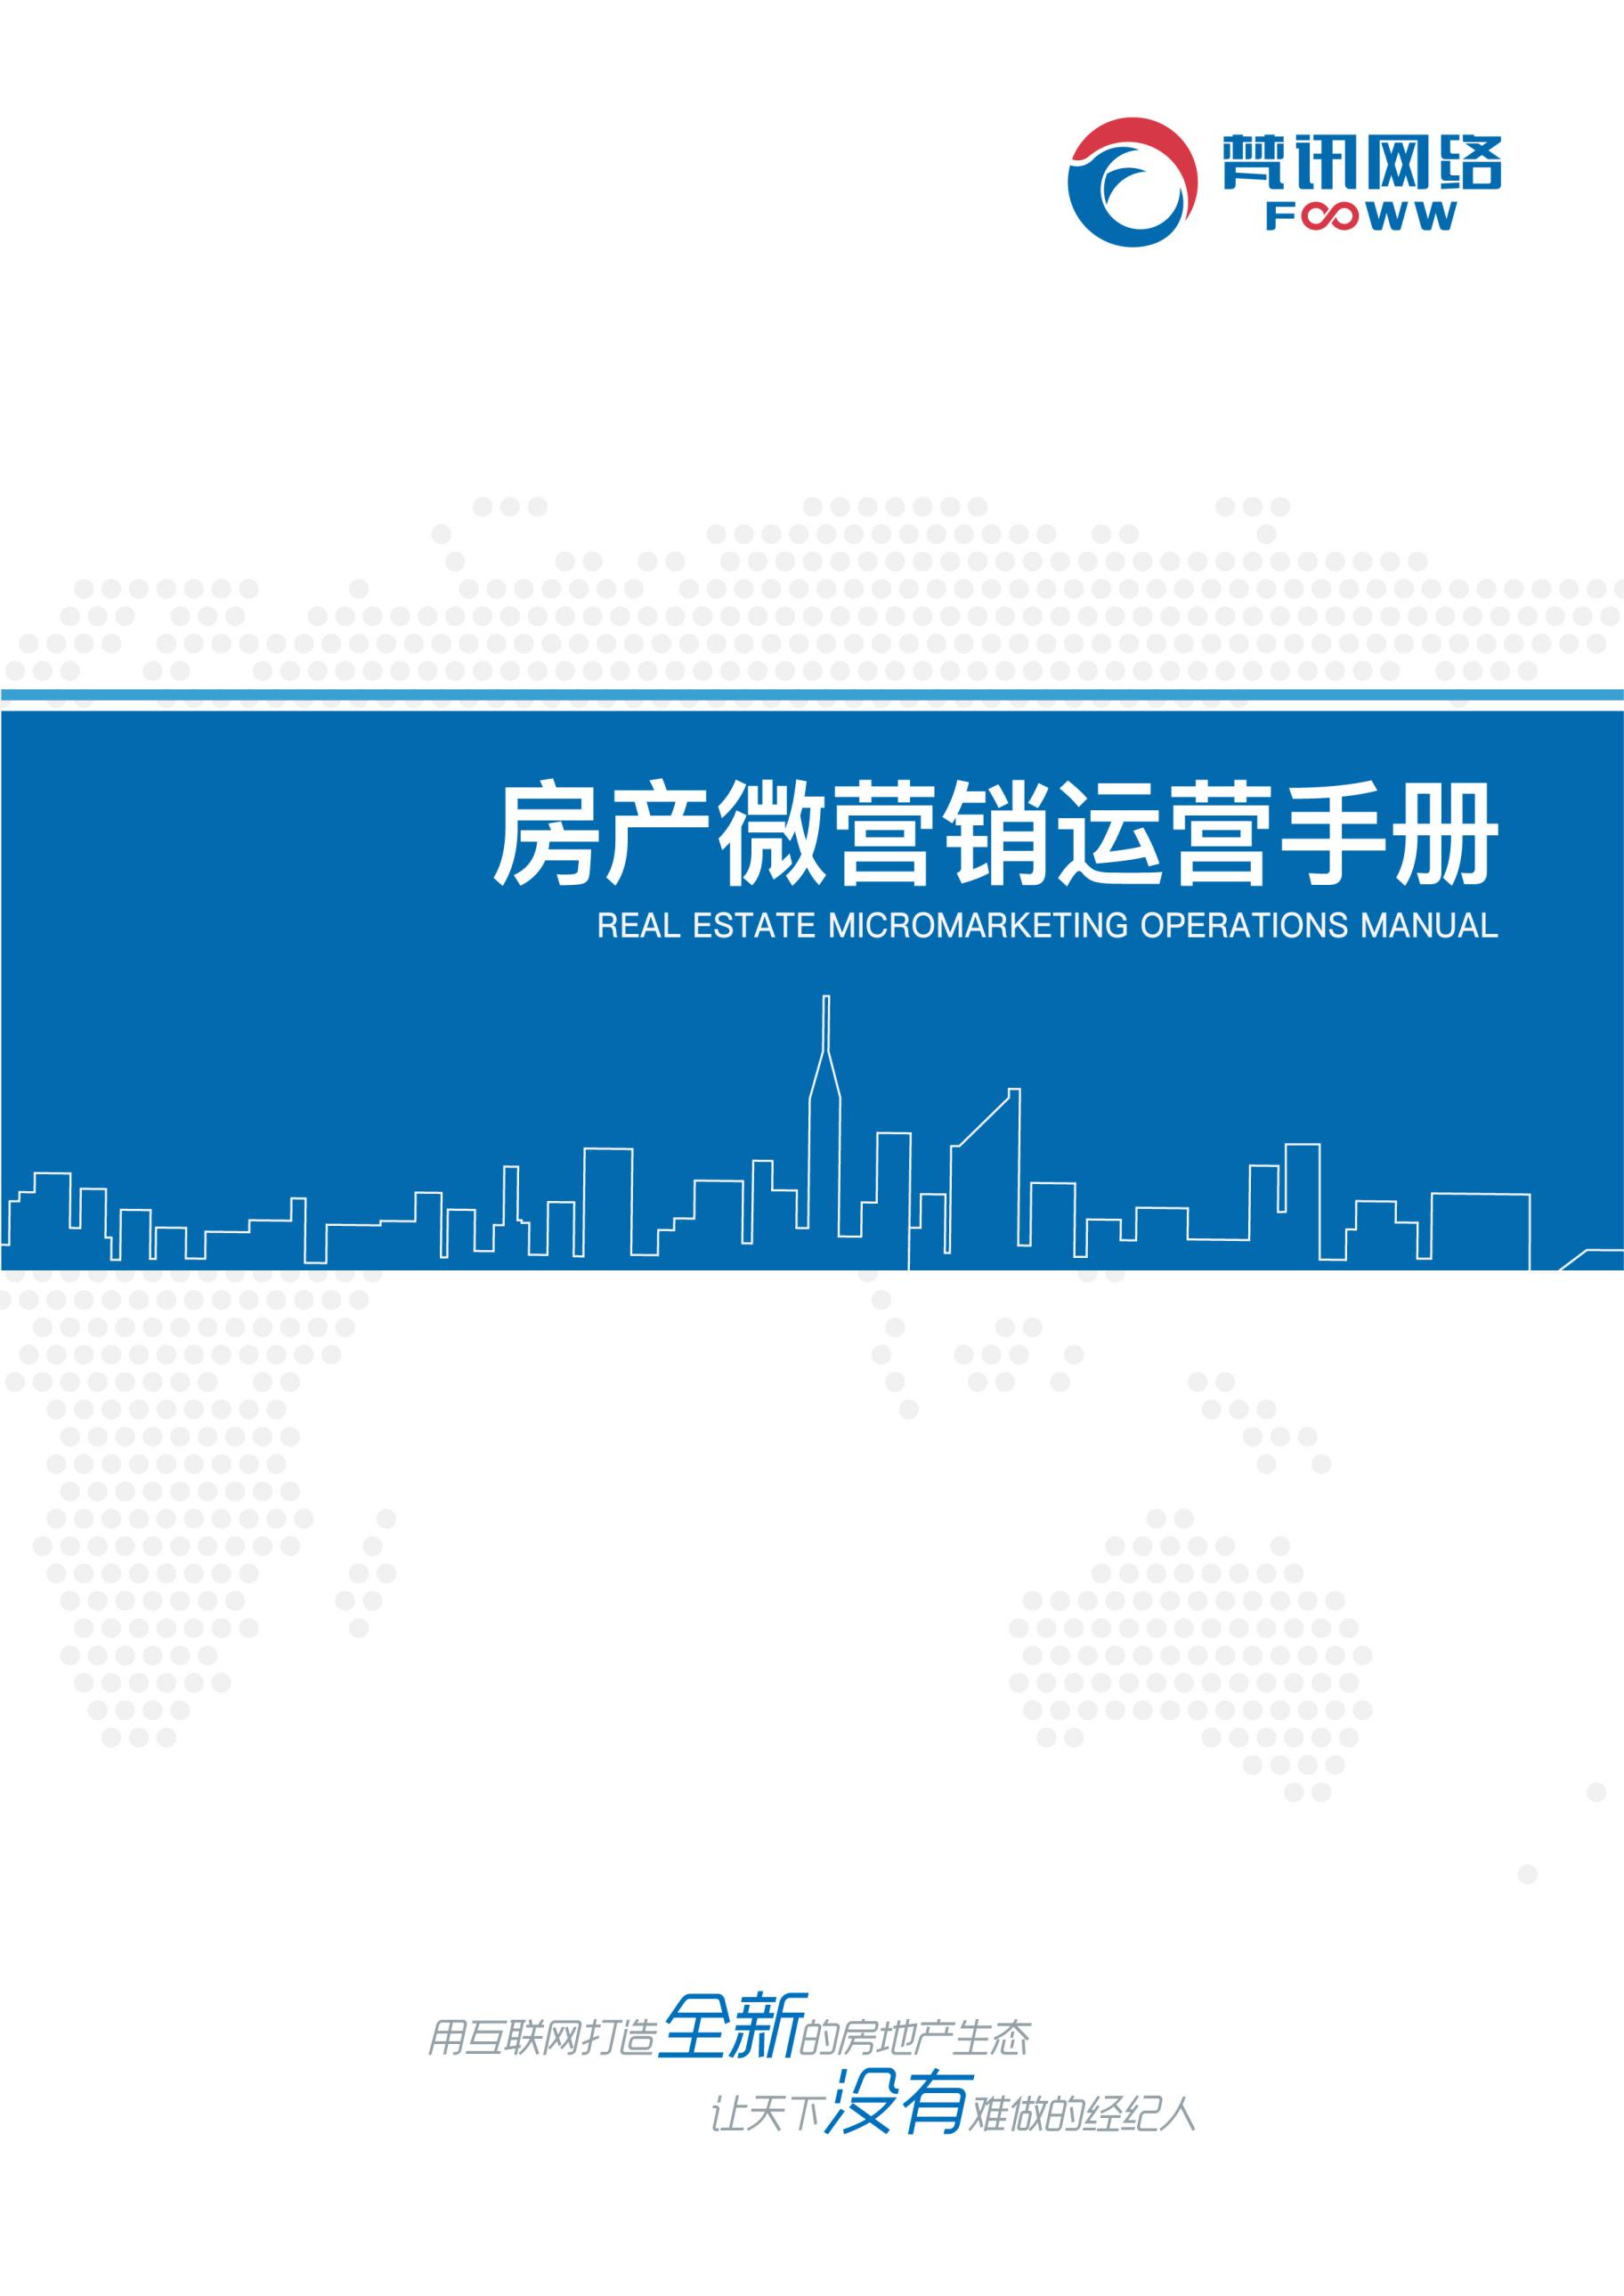 梵讯网络
FOOWW
房产微营销运营手册
REAL ESTATE MICROMARKETING OPERATIONS MANUAL
用互联网打造全新的房地产生态
让天下没有难做的经纪人